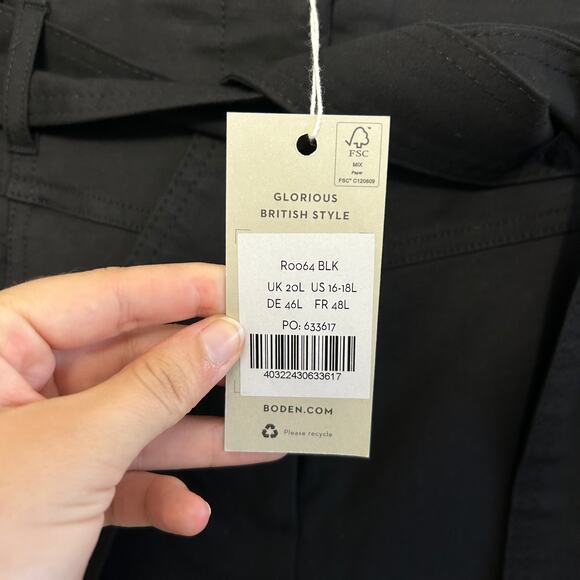 FSC
MIX
Paper
FSC® C120609
GLORIOUS
BRITISH STYLE
R0064 BLK
UK 20L US 16-18L
DE 46L FR 48L
PO: 633617
40322430633617
BODEN.COM
Please recycle